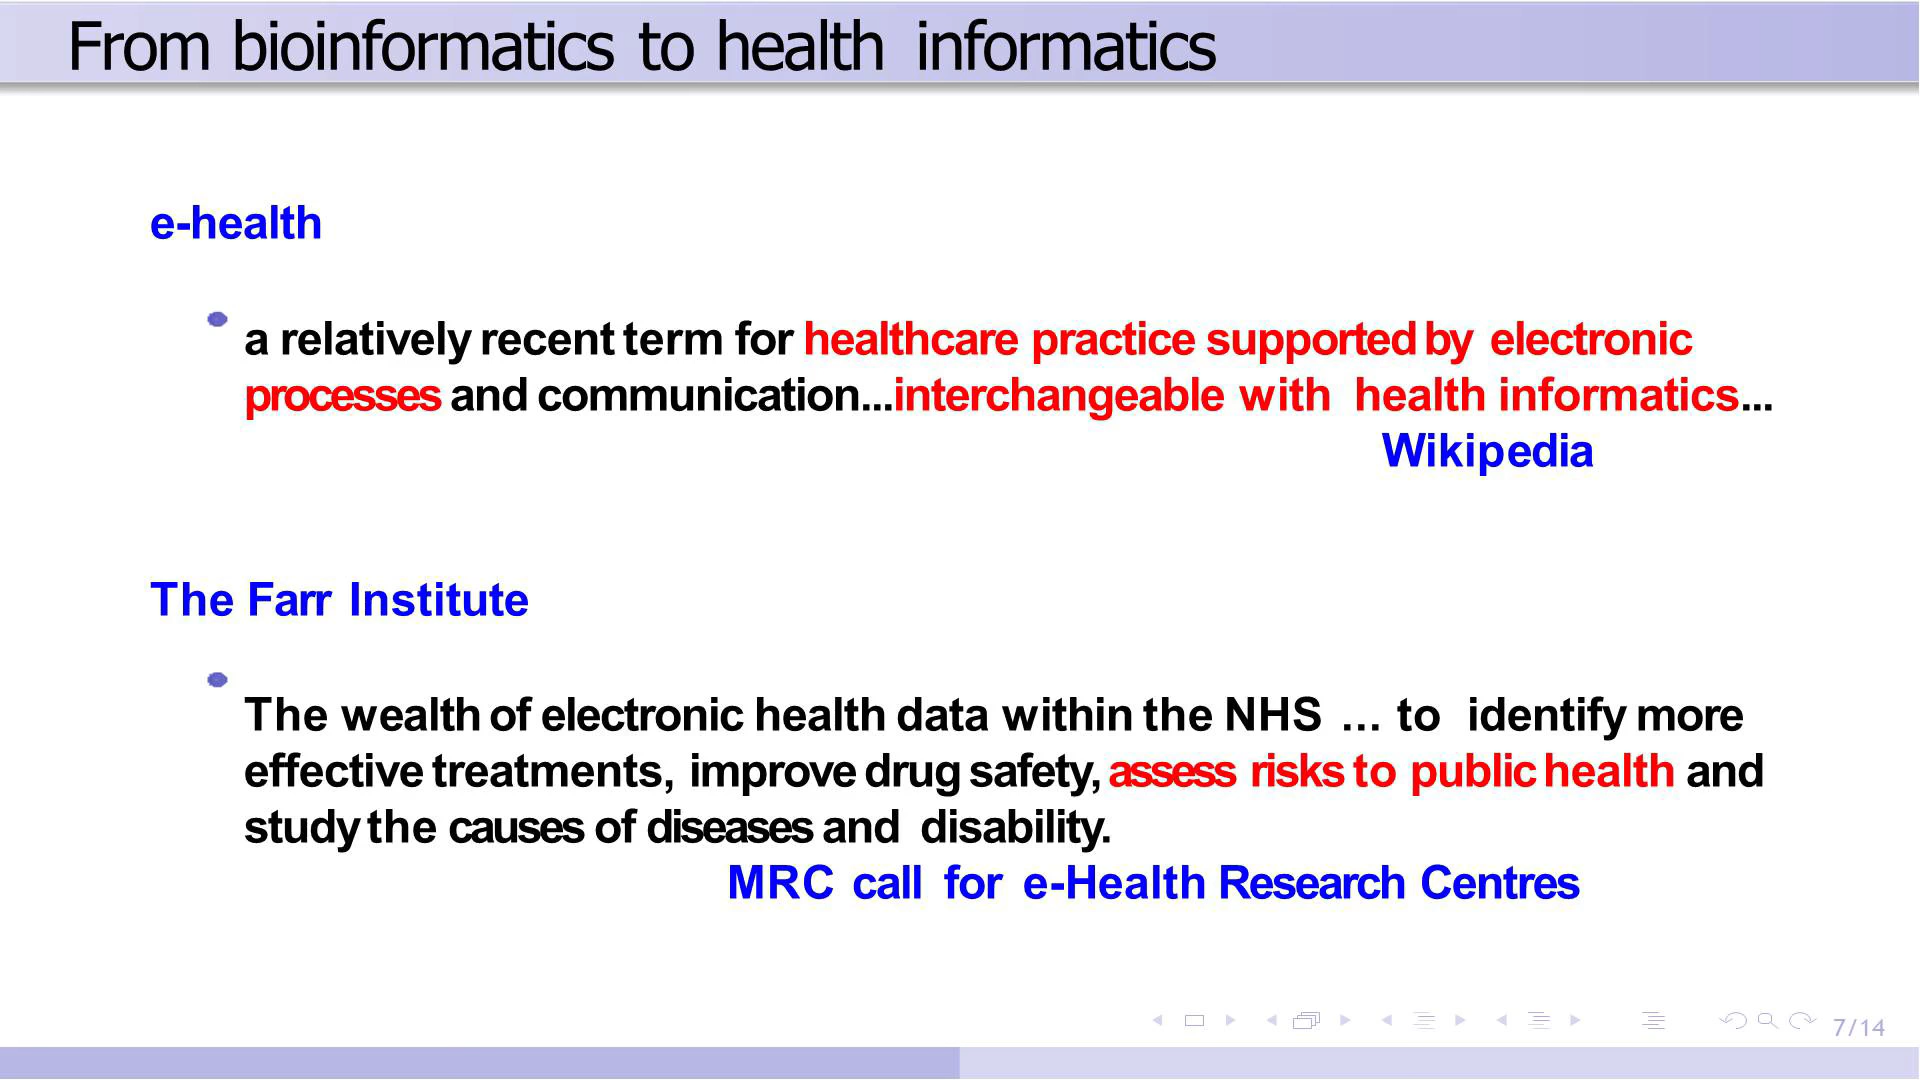 From bioinformatics to health informatics
e-health
a relatively recent term for healthcare practice supported by electronic
processes and communication...interchangeable with health informatics...
Wikipedia
The Farr Institute
The wealth of electronic health data within the NHS ... to identify more
effective treatments, improve drug safety, assess risks to public health and
study the causes of diseases and disability.
MRC call for e-Health Research Centres
7/14